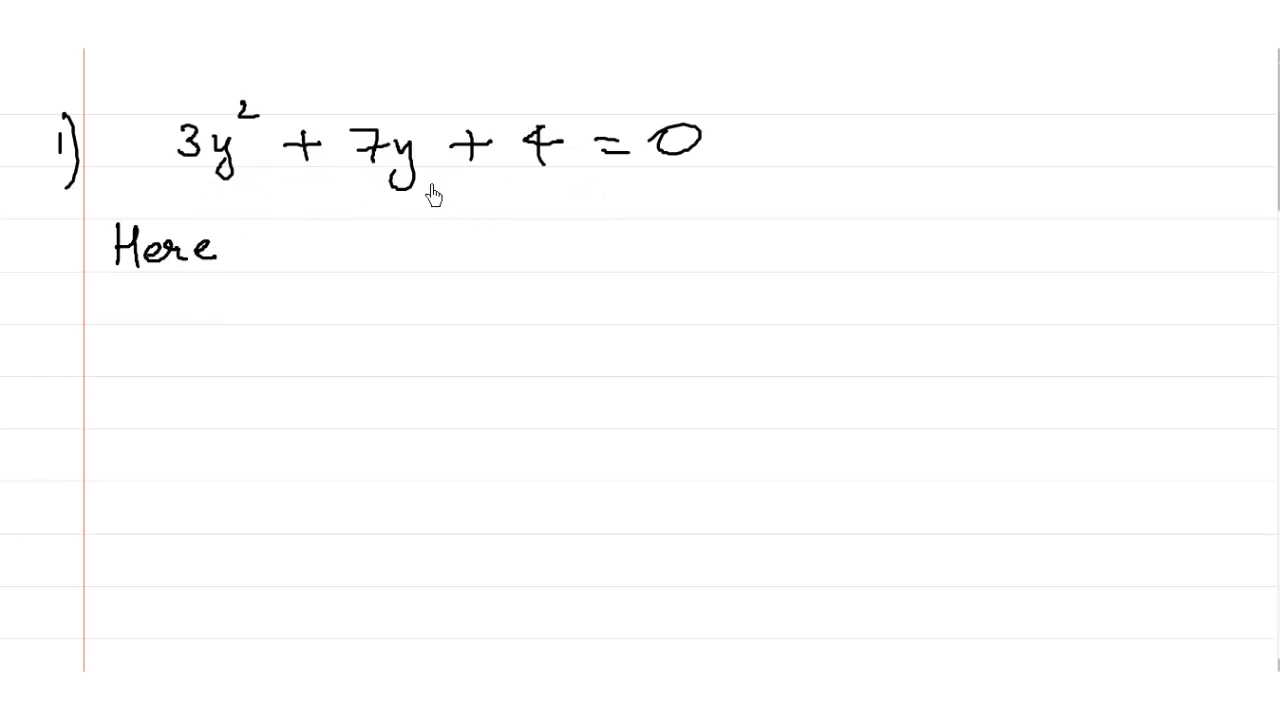 1) 3y² + 7y + 4 = 0
Here